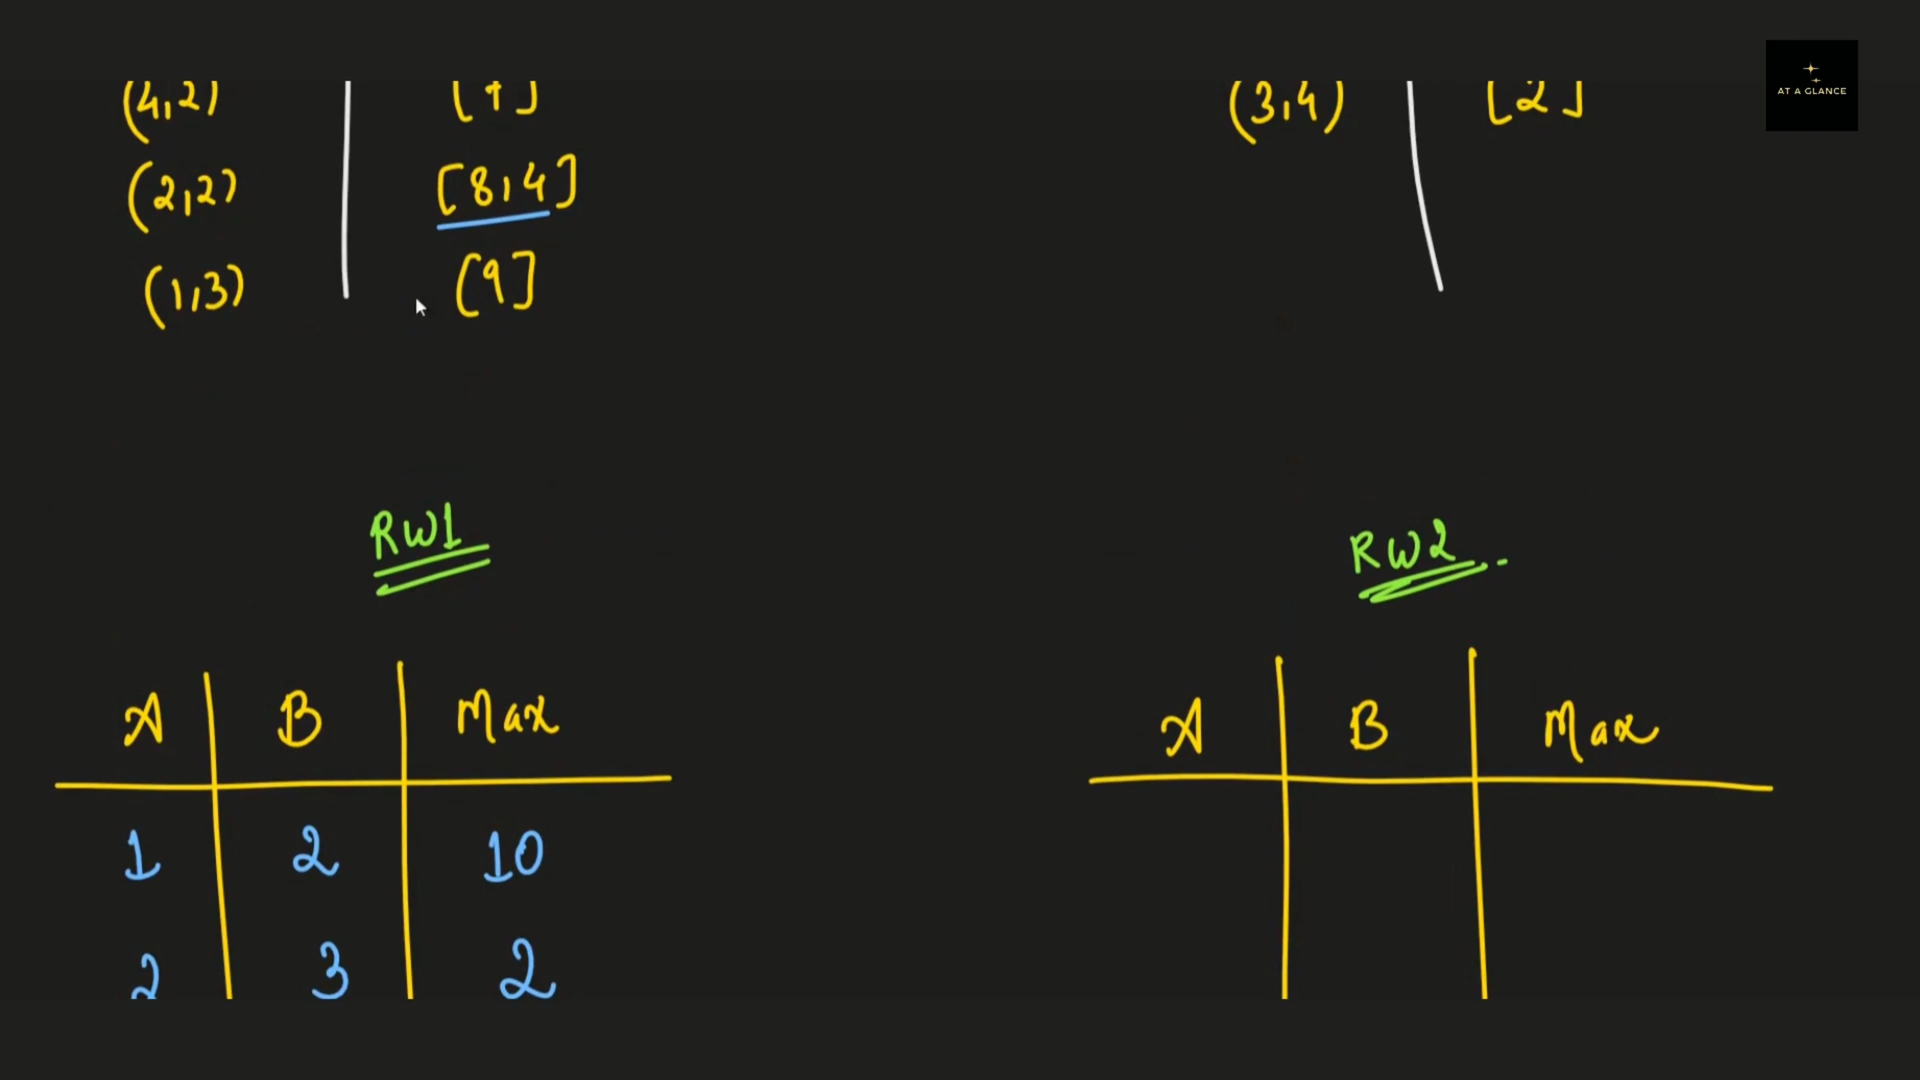 (4,2) [9]
(3,4) [2]
AT A GLANCE
(2,2) [8,4]
(1,3) [9]
RW1
RW2
A B Max
A B Max
1 2 10
2 3 2